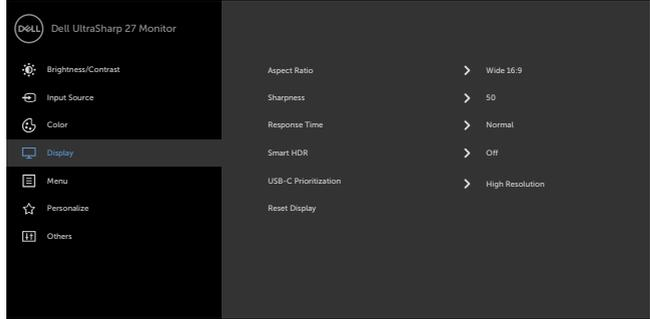 DELL Dell UltraSharp 27 Monitor
Brightness/Contrast
Input Source
Color
Display
Menu
Personalize
Others
Aspect Ratio Wide 16:9
Sharpness 50
Response Time Normal
Smart HDR Off
USB-C Prioritization High Resolution
Reset Display